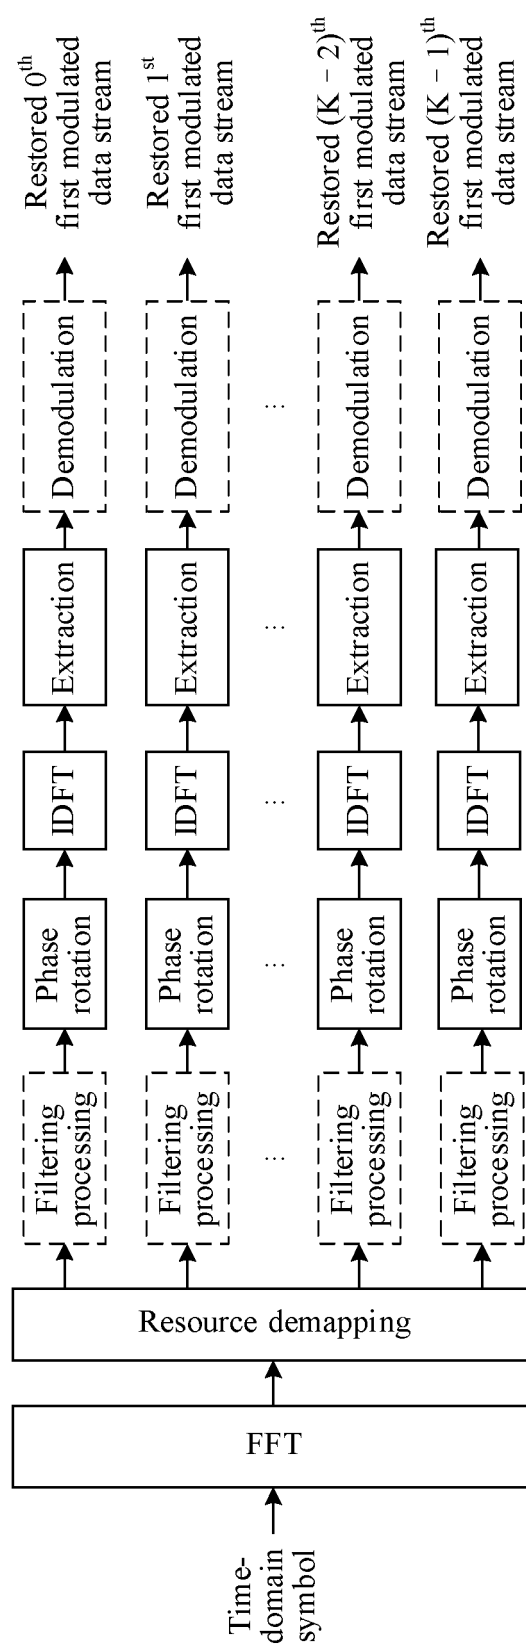 Time-
domain
symbol
FFT
Resource demapping
Filtering
processing
Phase
rotation
IDFT
Extraction
Demodulation
Restored 0th
first modulated
data stream
Filtering
processing
Phase
rotation
IDFT
Extraction
Demodulation
Restored 1st
first modulated
data stream
...
...
...
...
...
Filtering
processing
Phase
rotation
IDFT
Extraction
Demodulation
Restored (K − 2)th
first modulated
data stream
Filtering
processing
Phase
rotation
IDFT
Extraction
Demodulation
Restored (K − 1)th
first modulated
data stream